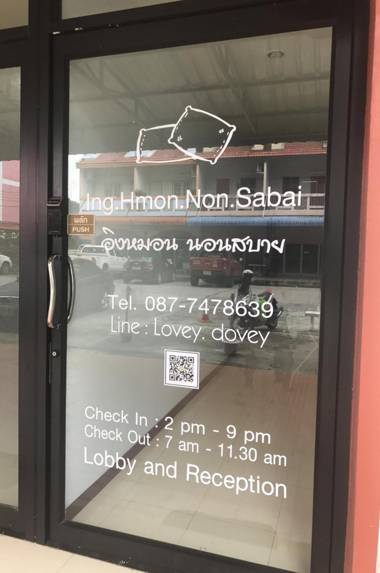 Ing.Hmon.Non.Sabai
ผลัก
PUSH
อิงหมอน นอนสบาย
Tel. 087-7478639
Line : Lovey. dovey
Check In : 2 pm - 9 pm
Check Out : 7 am - 11.30 am
Lobby and Reception